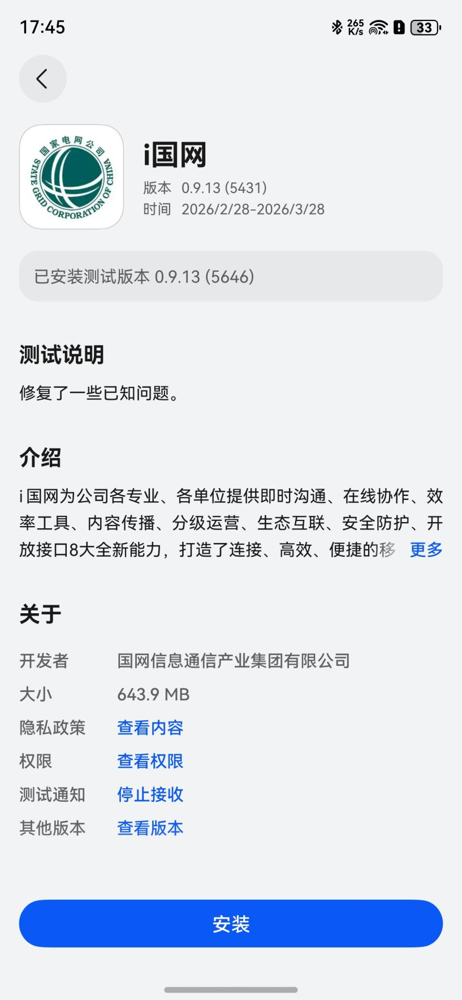 17:45
265
K/s
33
国家电网公司
STATE GRID CORPORATION OF CHINA
i国网
版本 0.9.13 (5431)
时间 2026/2/28-2026/3/28
已安装测试版本 0.9.13 (5646)
测试说明
修复了一些已知问题。
介绍
i国网为公司各专业、各单位提供即时沟通、在线协作、效
率工具、内容传播、分级运营、生态互联、安全防护、开
放接口8大全新能力，打造了连接、高效、便捷的移 更多
关于
开发者 国网信息通信产业集团有限公司
大小 643.9 MB
隐私政策 查看内容
权限 查看权限
测试通知 停止接收
其他版本 查看版本
安装